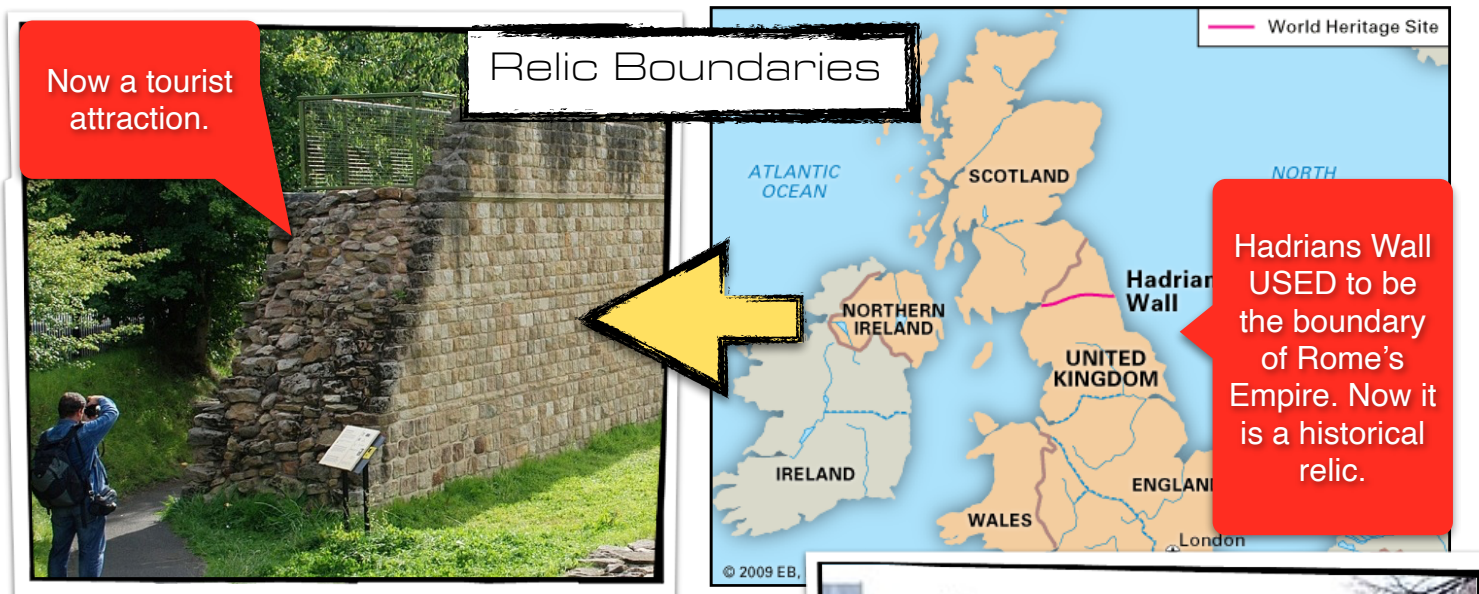 Relic Boundaries
Now a tourist
attraction.
World Heritage Site
ATLANTIC
OCEAN
SCOTLAND
NORTH
Hadrian
Wall
NORTHERN
IRELAND
UNITED
KINGDOM
IRELAND
ENGLAN
WALES
London
© 2009 EB,
Hadrians Wall
USED to be
the boundary
of Rome’s
Empire. Now it
is a historical
relic.